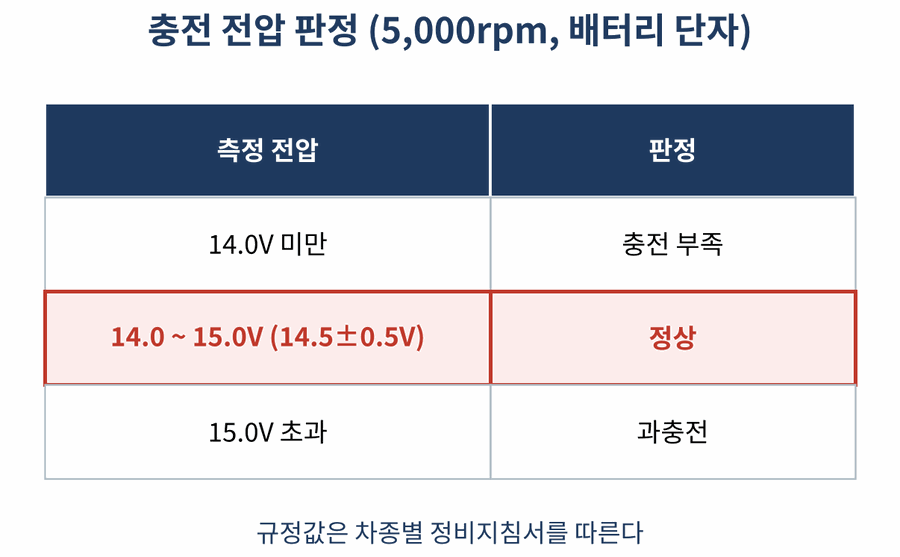 충전 전압 판정 (5,000rpm, 배터리 단자)
측정 전압 판정
14.0V 미만 충전 부족
14.0 ~ 15.0V (14.5±0.5V) 정상
15.0V 초과 과충전
규정값은 차종별 정비지침서를 따른다